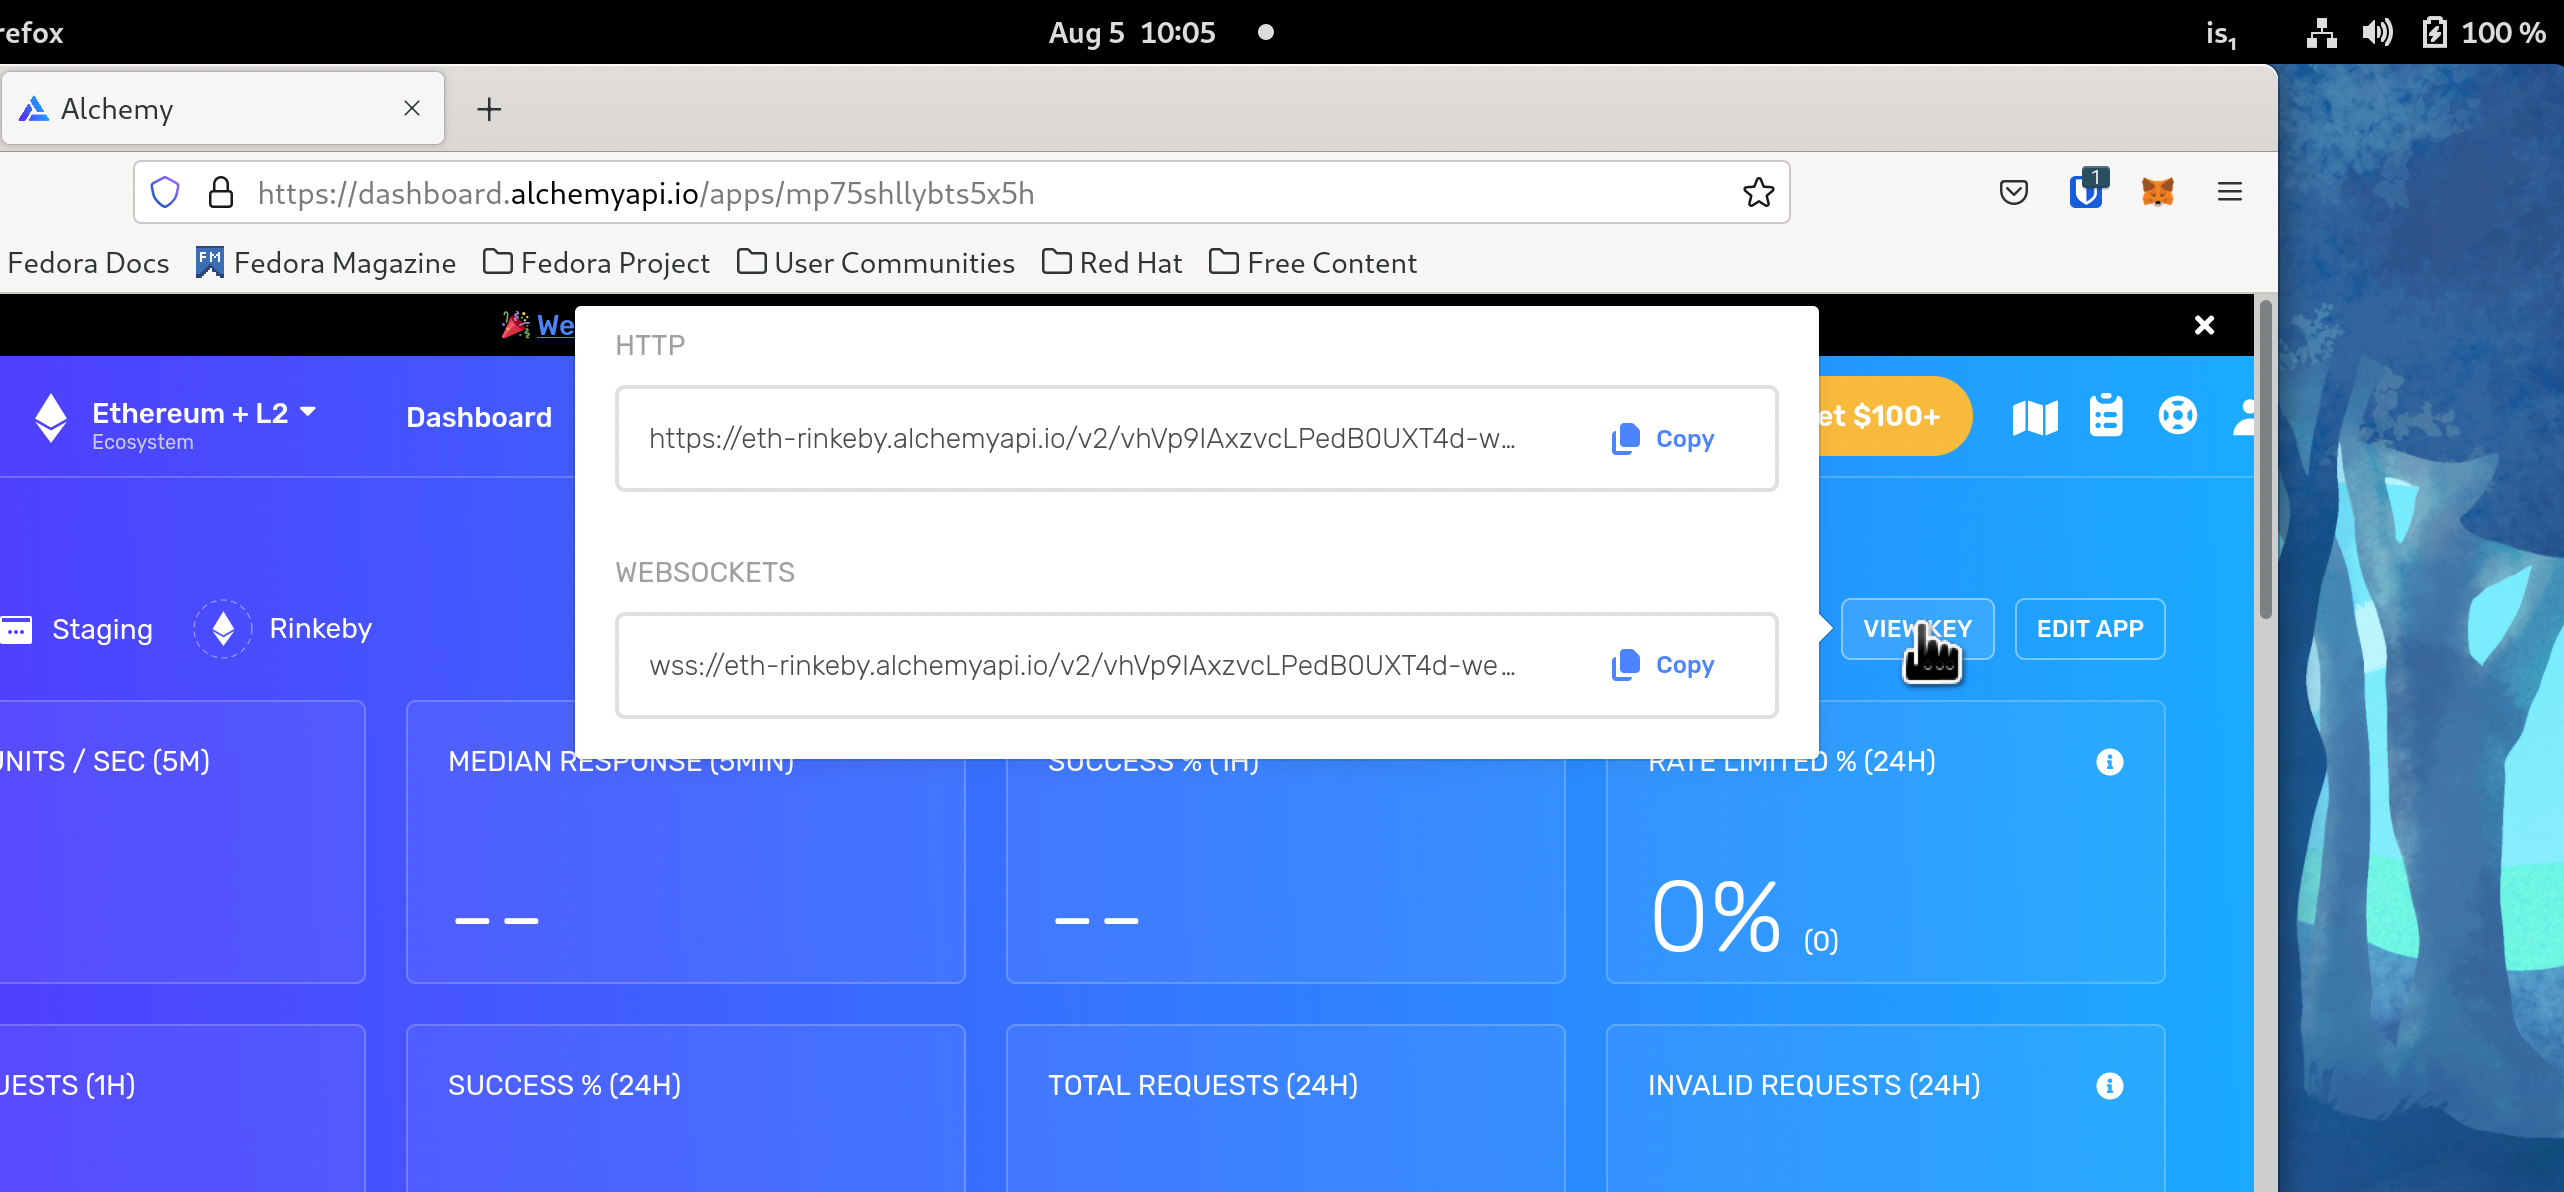 refox
Aug 5 10:05
is₁
100 %
Alchemy
https://dashboard.alchemyapi.io/apps/mp75shllybts5x5h
1
Fedora Docs
FM Fedora Magazine
Fedora Project
User Communities
Red Hat
Free Content
We
HTTP
https://eth-rinkeby.alchemyapi.io/v2/vhVp9IAxzvcLPedB0UXT4d-w...
Copy
Ethereum + L2
Ecosystem
Dashboard
et $100+
WEBSOCKETS
wss://eth-rinkeby.alchemyapi.io/v2/vhVp9IAxzvcLPedB0UXT4d-we...
Copy
Staging
Rinkeby
VIEW KEY
EDIT APP
UNITS / SEC (5M)
MEDIAN RESPONSE (5MIN)
SUCCESS % (1H)
RATE LIMITED % (24H)
0% (0)
UESTS (1H)
SUCCESS % (24H)
TOTAL REQUESTS (24H)
INVALID REQUESTS (24H)